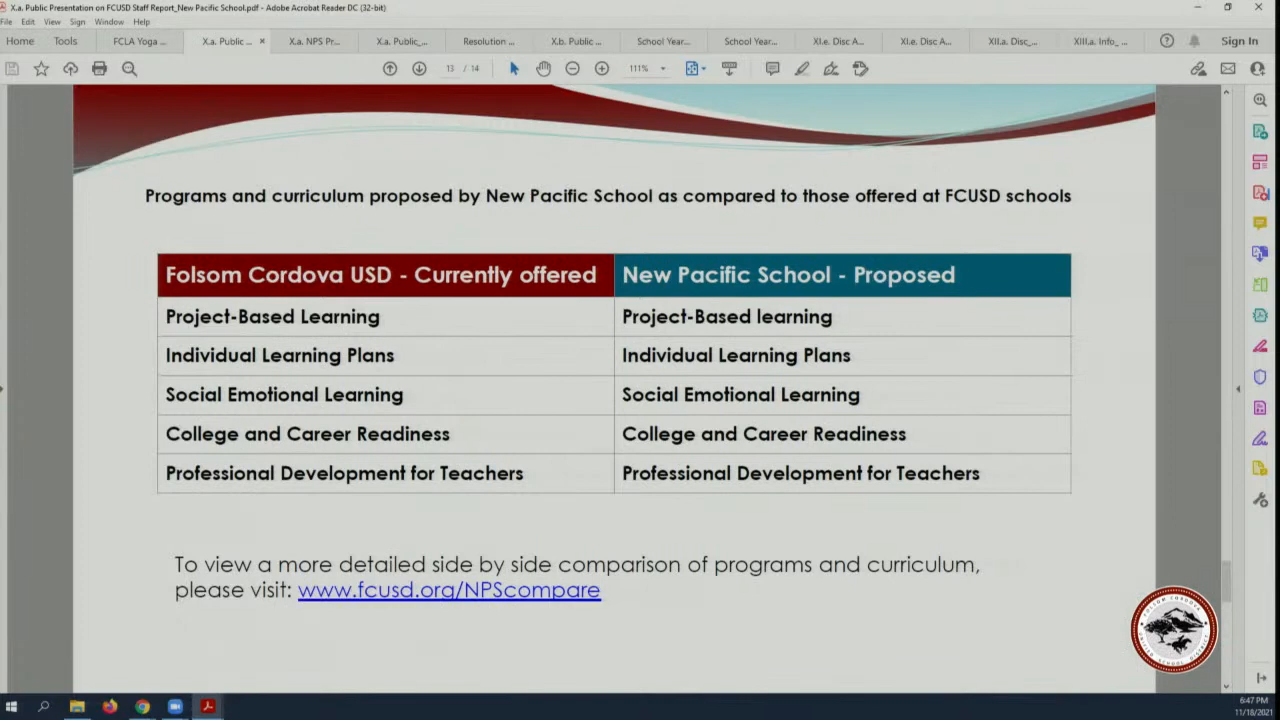 X.a. Public Presentation on FCUSD Staff Report_New Pacific School.pdf - Adobe Acrobat Reader DC (32-bit)
File Edit View Sign Window Help
Home Tools FCLA Yoga ... X.a. Public ... × X.a. NPS Pr... X.a. Public_... Resolution ... X.b. Public ... School Year... School Year... XI.e. Disc A... XI.e. Disc A... XII.a. Disc_... XIII.a. Info_ ... Sign In
13 / 14 111%
Programs and curriculum proposed by New Pacific School as compared to those offered at FCUSD schools
Folsom Cordova USD - Currently offered New Pacific School - Proposed
Project-Based Learning Project-Based learning
Individual Learning Plans Individual Learning Plans
Social Emotional Learning Social Emotional Learning
College and Career Readiness College and Career Readiness
Professional Development for Teachers Professional Development for Teachers
To view a more detailed side by side comparison of programs and curriculum,
please visit: www.fcusd.org/NPScompare
FOLSOM CORDOVA
UNIFIED SCHOOL DISTRICT
6:47 PM
11/18/2021